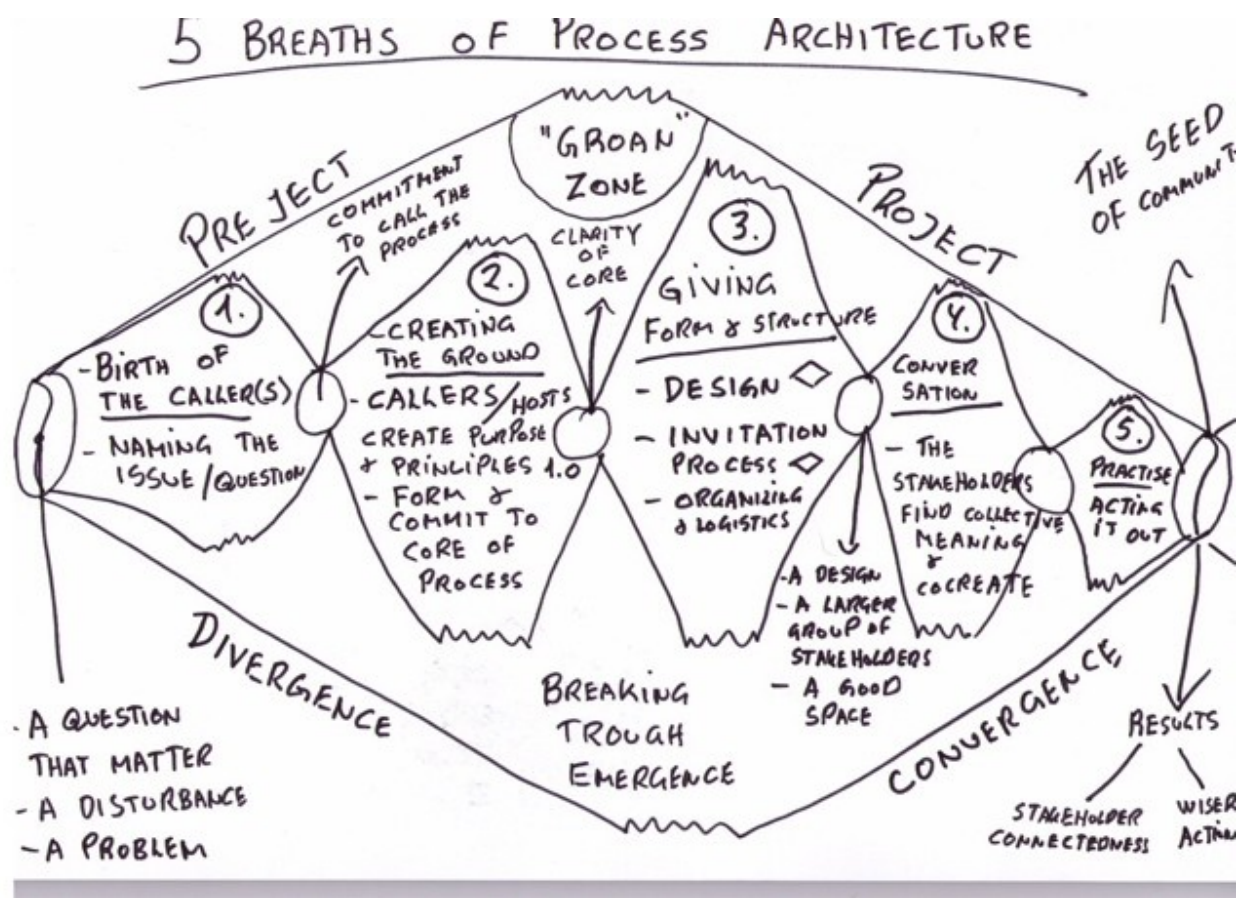 5 BREATHS OF PROCESS ARCHITECTURE
PREJECT
COMMITMENT
TO CALL THE
PROCESS
"GROAN"
ZONE
CLARITY
OF
CORE
PROJECT
THE SEED
OF COMMUNIT
1.
- BIRTH OF
THE CALLER(S)
- NAMING THE
ISSUE/QUESTION
2.
- CREATING
THE GROUND
- CALLERS/HOSTS
CREATE PURPOSE
& PRINCIPLES 1.0
- FORM &
COMMIT TO
CORE OF
PROCESS
3.
GIVING
FORM & STRUCTURE
- DESIGN
- INVITATION
PROCESS
- ORGANIZING
& LOGISTICS
4.
CONVER
SATION
- THE
STAKEHOLDERS
FIND COLLECTIVE
MEANING
&
COCREATE
5.
PRACTISE
ACTING
IT OUT
DIVERGENCE
BREAKING
TROUGH
EMERGENCE
- A DESIGN
- A LARGER
GROUP OF
STAKEHOLDERS
- A GOOD
SPACE
CONVERGENCE
- A QUESTION
THAT MATTER
- A DISTURBANCE
- A PROBLEM
RESULTS
STAKEHOLDER
CONNECTEDNESS
WISER
ACTION